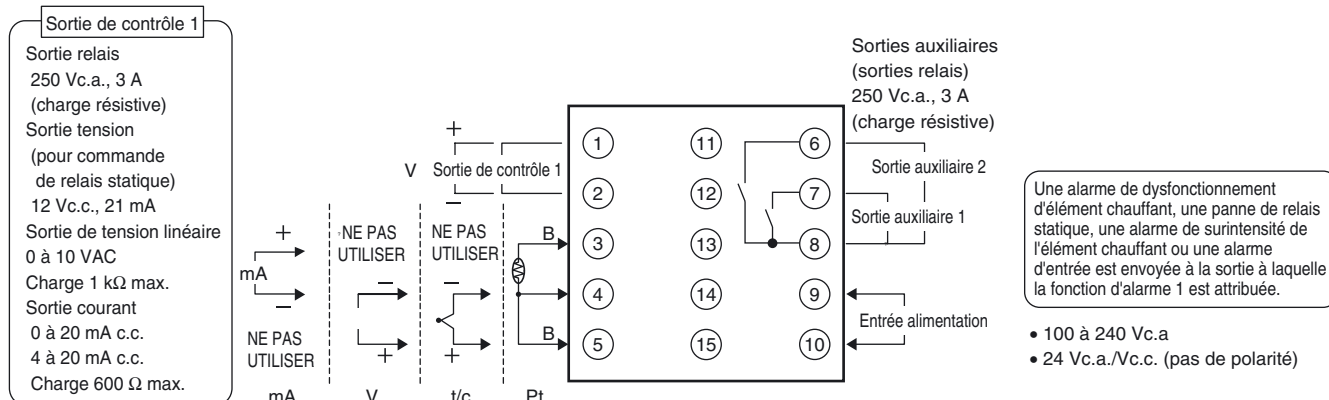 Sortie de contrôle 1
Sortie relais
250 Vc.a., 3 A
(charge résistive)
Sortie tension
(pour commande
de relais statique)
12 Vc.c., 21 mA
Sortie de tension linéaire
0 à 10 VAC
Charge 1 kΩ max.
Sortie courant
0 à 20 mA c.c.
4 à 20 mA c.c.
Charge 600 Ω max.
+
mA
−
NE PAS
UTILISER
mA
NE PAS
UTILISER
−
+
V
NE PAS
UTILISER
−
+
t/c
B
B
Pt
+
V Sortie de contrôle 1
−
1
2
3
4
5
11
12
13
14
15
6
7
8
9
10
Sorties auxiliaires
(sorties relais)
250 Vc.a., 3 A
(charge résistive)
Sortie auxiliaire 2
Sortie auxiliaire 1
Entrée alimentation
Une alarme de dysfonctionnement
d'élément chauffant, une panne de relais
statique, une alarme de surintensité de
l'élément chauffant ou une alarme
d'entrée est envoyée à la sortie à laquelle
la fonction d'alarme 1 est attribuée.
• 100 à 240 Vc.a
• 24 Vc.a./Vc.c. (pas de polarité)